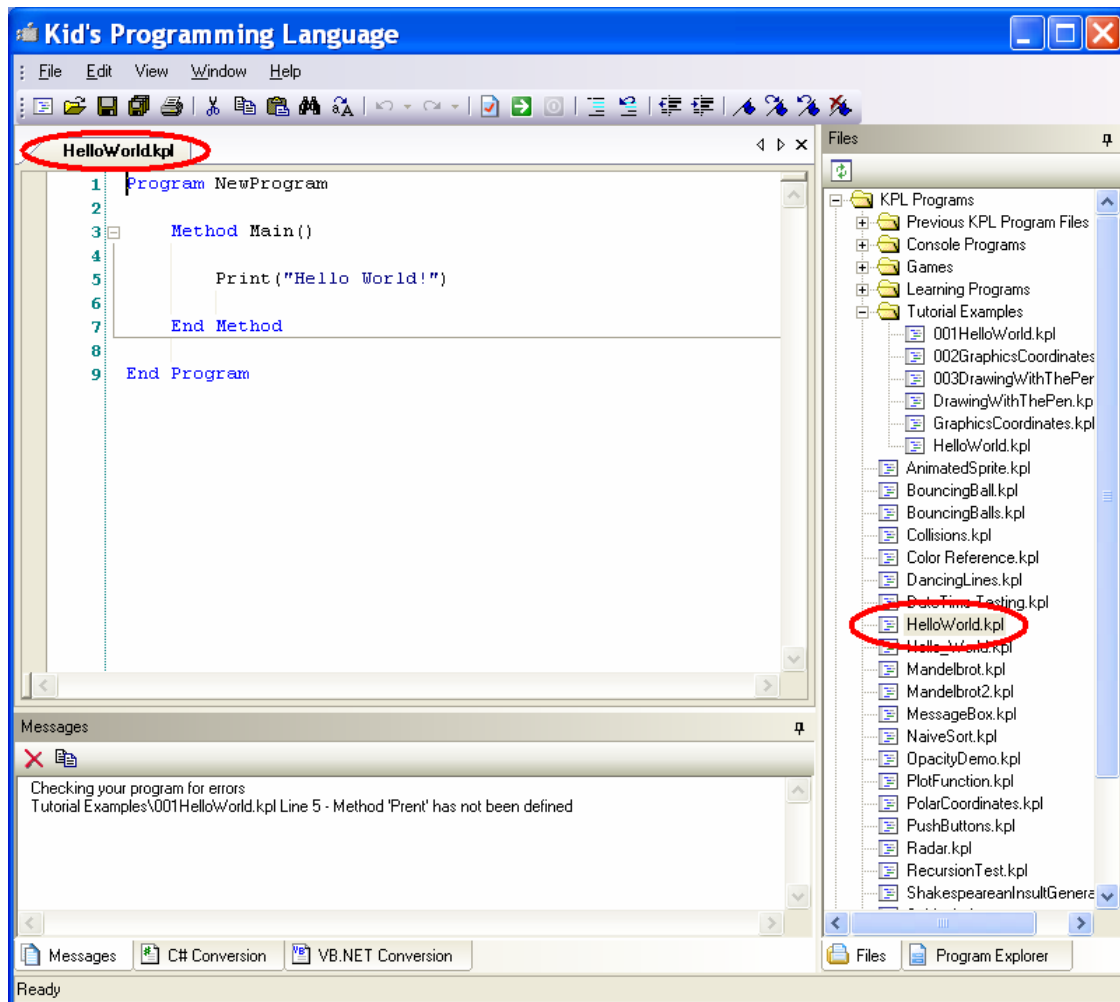 Kid's Programming Language
File Edit View Window Help
HelloWorld.kpl
1 Program NewProgram
2
3 Method Main()
4
5 Print("Hello World!")
6
7 End Method
8
9 End Program
Messages
Checking your program for errors
Tutorial Examples\001HelloWorld.kpl Line 5 - Method 'Prent' has not been defined
Messages C# Conversion VB.NET Conversion
Ready
Files
KPL Programs
Previous KPL Program Files
Console Programs
Games
Learning Programs
Tutorial Examples
001HelloWorld.kpl
002GraphicsCoordinates
003DrawingWithThePer
DrawingWithThePen.kp
GraphicsCoordinates.kpl
HelloWorld.kpl
AnimatedSprite.kpl
BouncingBall.kpl
BouncingBalls.kpl
Collisions.kpl
Color Reference.kpl
DancingLines.kpl
DateTime Testing.kpl
HelloWorld.kpl
Hello_World.kpl
Mandelbrot.kpl
Mandelbrot2.kpl
MessageBox.kpl
NaiveSort.kpl
OpacityDemo.kpl
PlotFunction.kpl
PolarCoordinates.kpl
PushButtons.kpl
Radar.kpl
RecursionTest.kpl
ShakespeareanInsultGenera
Files Program Explorer